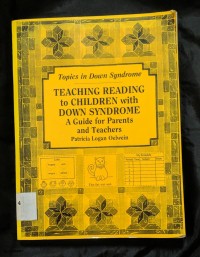 Topics in Down Syndrome
TEACHING READING
to CHILDREN with
DOWN SYNDROME
A Guide for Parents
and Teachers
Patricia Logan Oelwein